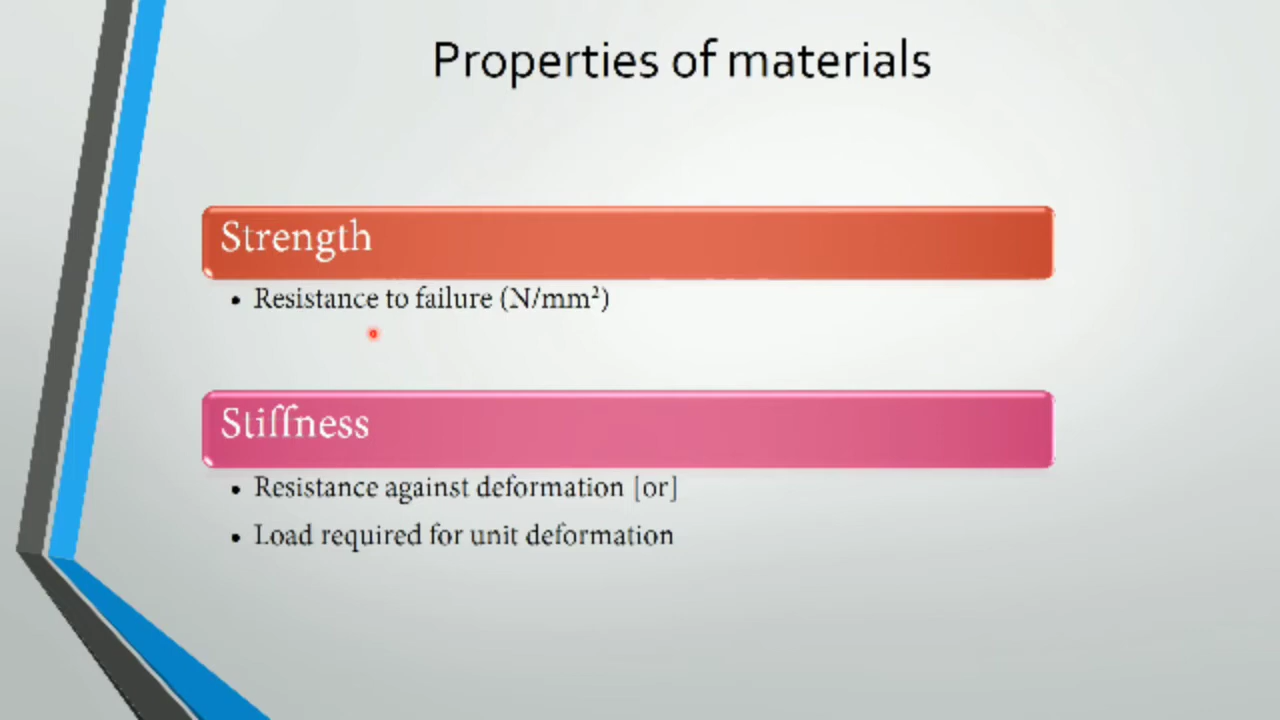 Properties of materials
Strength
• Resistance to failure (N/mm²)
Stiffness
• Resistance against deformation [or]
• Load required for unit deformation